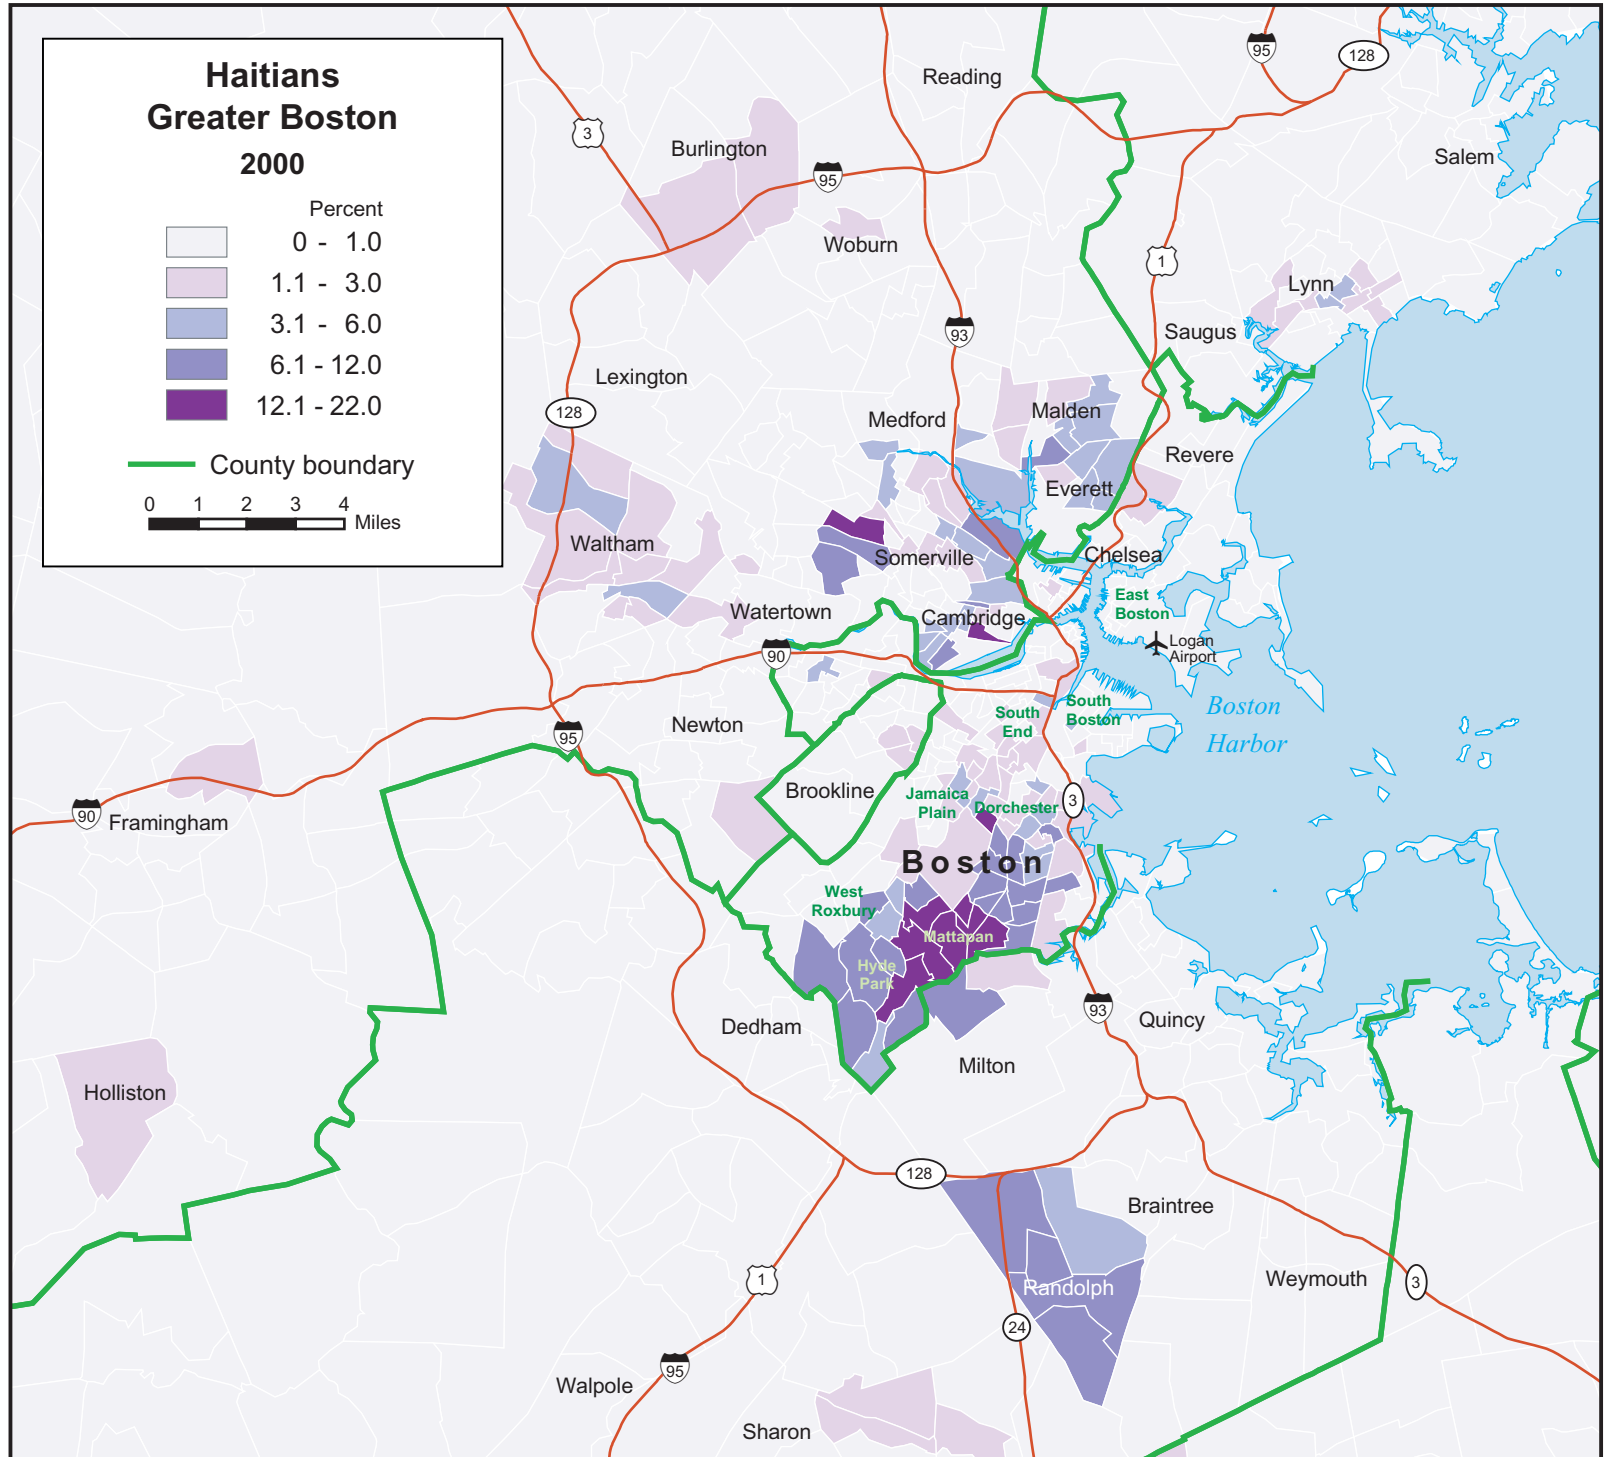 Haitians
Greater Boston
2000
Percent
0 - 1.0
1.1 - 3.0
3.1 - 6.0
6.1 - 12.0
12.1 - 22.0
County boundary
0 1 2 3 4
Miles
95
128
Reading
3
Burlington
Salem
95
Woburn
1
Lynn
93
Saugus
Lexington
128
Medford
Malden
Revere
Everett
Waltham
Somerville
Chelsea
East
Boston
Watertown
Cambridge
Logan
Airport
90
South
Boston
Boston
Harbor
South
End
Newton
95
Brookline
Jamaica
Plain
Dorchester
3
90
Framingham
Boston
West
Roxbury
Mattapan
Hyde
Park
93
Dedham
Quincy
Milton
Holliston
128
Braintree
1
Randolph
Weymouth
3
24
95
Walpole
Sharon